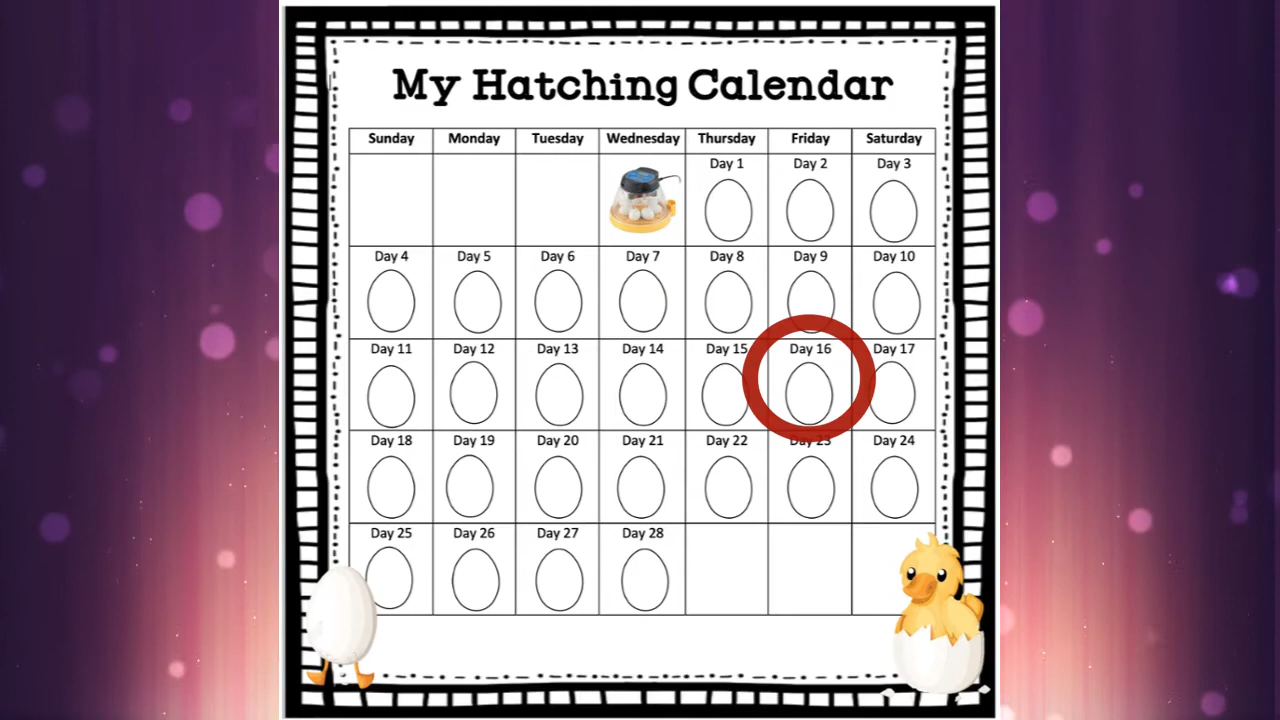 My Hatching Calendar
Sunday Monday Tuesday Wednesday Thursday Friday Saturday
Day 1 Day 2 Day 3
Day 4 Day 5 Day 6 Day 7 Day 8 Day 9 Day 10
Day 11 Day 12 Day 13 Day 14 Day 15 Day 16 Day 17
Day 18 Day 19 Day 20 Day 21 Day 22 Day 23 Day 24
Day 25 Day 26 Day 27 Day 28